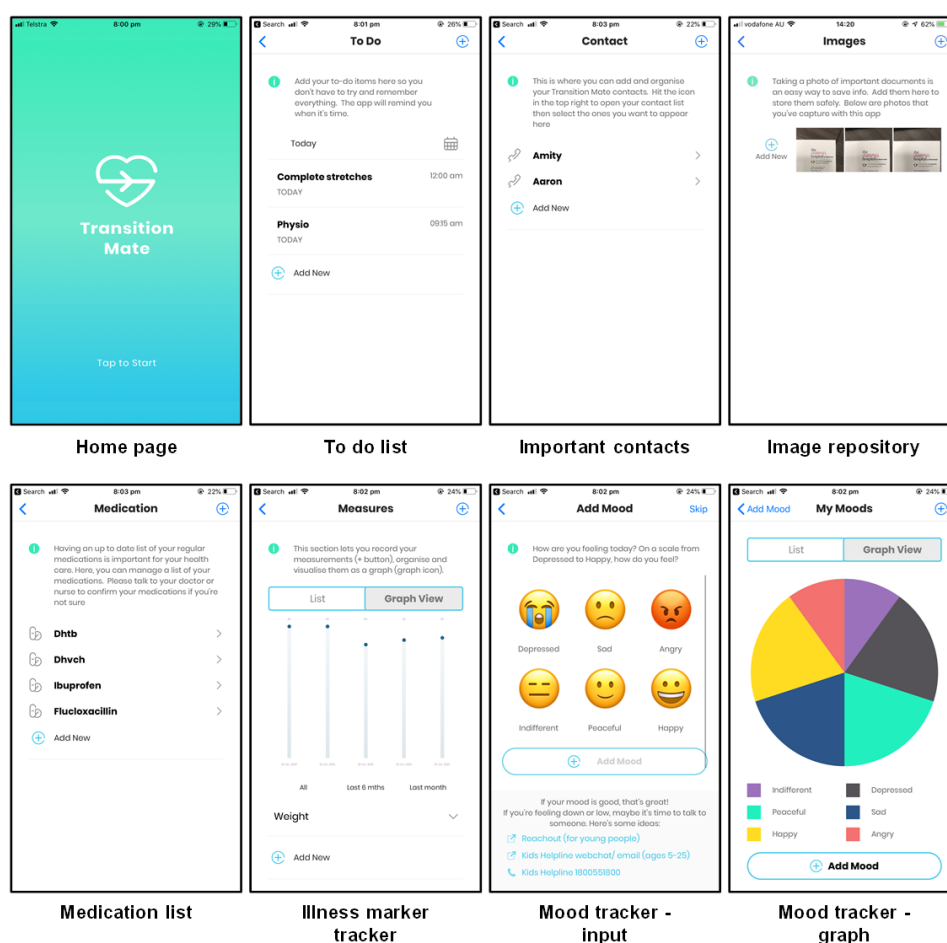 Telstra 8:00 pm 29%
Transition
Mate
Tap to Start
Home page
Search 8:01 pm 26%
To Do
Add your to-do items here so you
don't have to try and remember
everything. The app will remind you
when it's time.
Today
Complete stretches 12:00 am
TODAY
Physio 09:15 am
TODAY
Add New
To do list
Search 8:03 pm 22%
Contact
This is where you can add and organise
your Transition Mate contacts. Hit the icon
in the top right to open your contact list
then select the ones you want to appear
here
Amity
Aaron
Add New
Important contacts
vodafone AU 14:20 62%
Images
Taking a photo of important documents is
an easy way to save info. Add them here to
store them safely. Below are photos that
you've capture with this app
Add New
Image repository
Search 8:03 pm 22%
Medication
Having an up to date list of your regular
medications is important for your health
care. Here, you can manage a list of your
medications. Please talk to your doctor or
nurse to confirm your medications if you're
not sure
Dhtb
Dhvch
Ibuprofen
Flucloxacillin
Add New
Medication list
Search 8:02 pm 24%
Measures
This section lets you record your
measurements (+ button), organise and
visualise them as a graph (graph icon).
List Graph View
All Last 6 mths Last month
Weight
Add New
Illness marker
tracker
Search 8:02 pm 24%
Add Mood Skip
How are you feeling today? On a scale from
Depressed to Happy, how do you feel?
Depressed Sad Angry
Indifferent Peaceful Happy
Add Mood
If your mood is good, that's great!
If you're feeling down or low, maybe it's time to talk to
someone. Here's some ideas:
Reachout (for young people)
Kids Helpline webchat/ email (ages 5-25)
Kids Helpline 1800551800
Mood tracker -
input
Search 8:02 pm 24%
Add Mood My Moods
List Graph View
Indifferent Depressed
Peaceful Sad
Happy Angry
Add Mood
Mood tracker -
graph